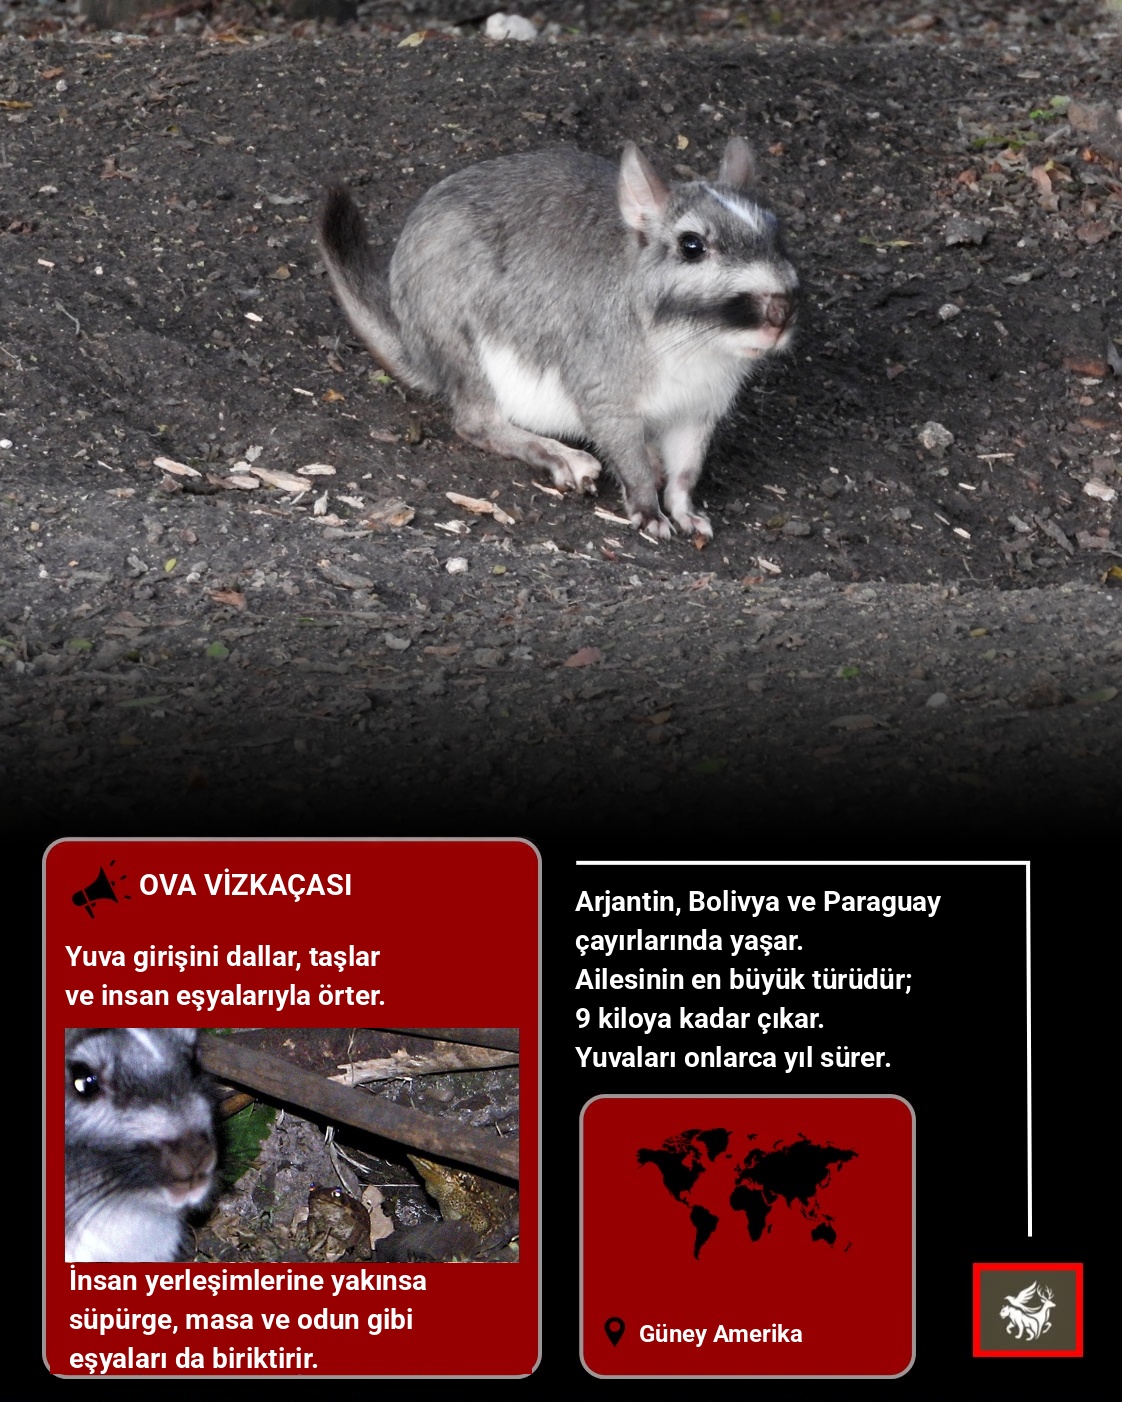 OVA VİZKAÇASI
Yuva girişini dallar, taşlar
ve insan eşyalarıyla örter.
İnsan yerleşimlerine yakınsa
süpürge, masa ve odun gibi
eşyaları da biriktirir.
Arjantin, Bolivya ve Paraguay
çayırlarında yaşar.
Ailesinin en büyük türüdür;
9 kiloya kadar çıkar.
Yuvaları onlarca yıl sürer.
Güney Amerika